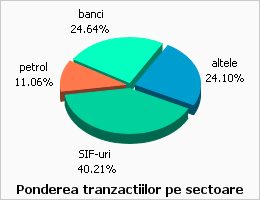 banci
24.64%
petrol
11.06%
altele
24.10%
SIF-uri
40.21%
Ponderea tranzactiilor pe sectoare